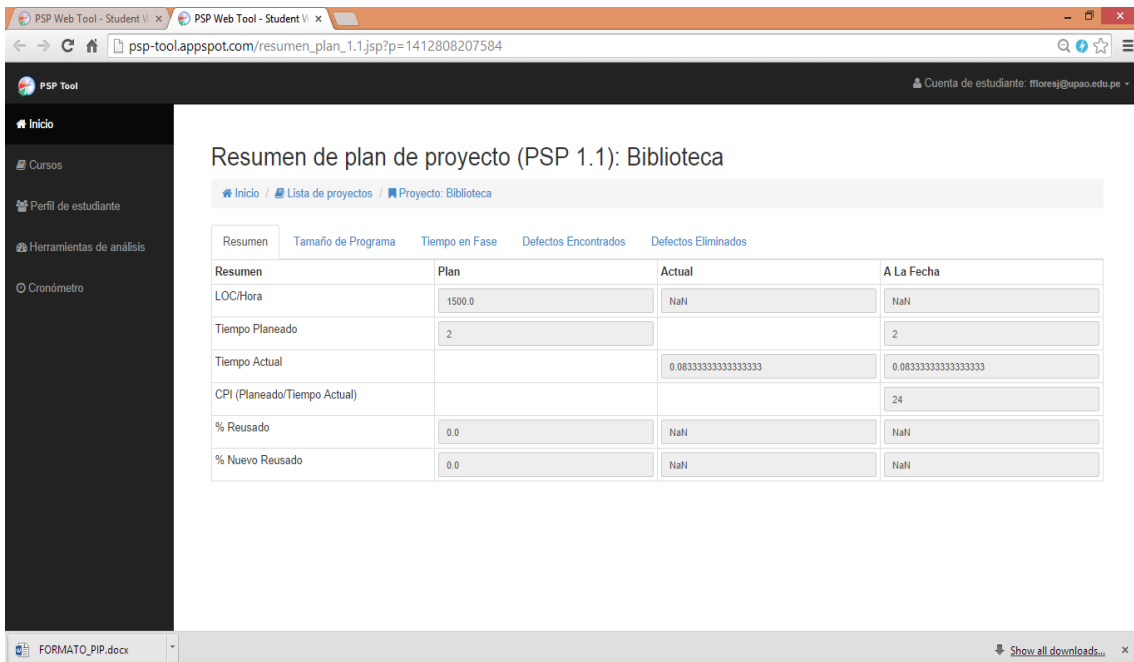 PSP Web Tool - Student W
PSP Web Tool - Student W
psp-tool.appspot.com/resumen_plan_1.1.jsp?p=1412808207584
PSP Tool
Cuenta de estudiante: ffloresj@upao.edu.pe
Inicio
Cursos
Perfil de estudiante
Herramientas de análisis
Cronómetro
Resumen de plan de proyecto (PSP 1.1): Biblioteca
Inicio / Lista de proyectos / Proyecto: Biblioteca
Resumen Tamaño de Programa Tiempo en Fase Defectos Encontrados Defectos Eliminados
Resumen Plan Actual A La Fecha
LOC/Hora 1500.0 NaN NaN
Tiempo Planeado 2 2
Tiempo Actual 0.08333333333333333 0.08333333333333333
CPI (Planeado/Tiempo Actual) 24
% Reusado 0.0 NaN NaN
% Nuevo Reusado 0.0 NaN NaN
FORMATO_PIP.docx
Show all downloads...